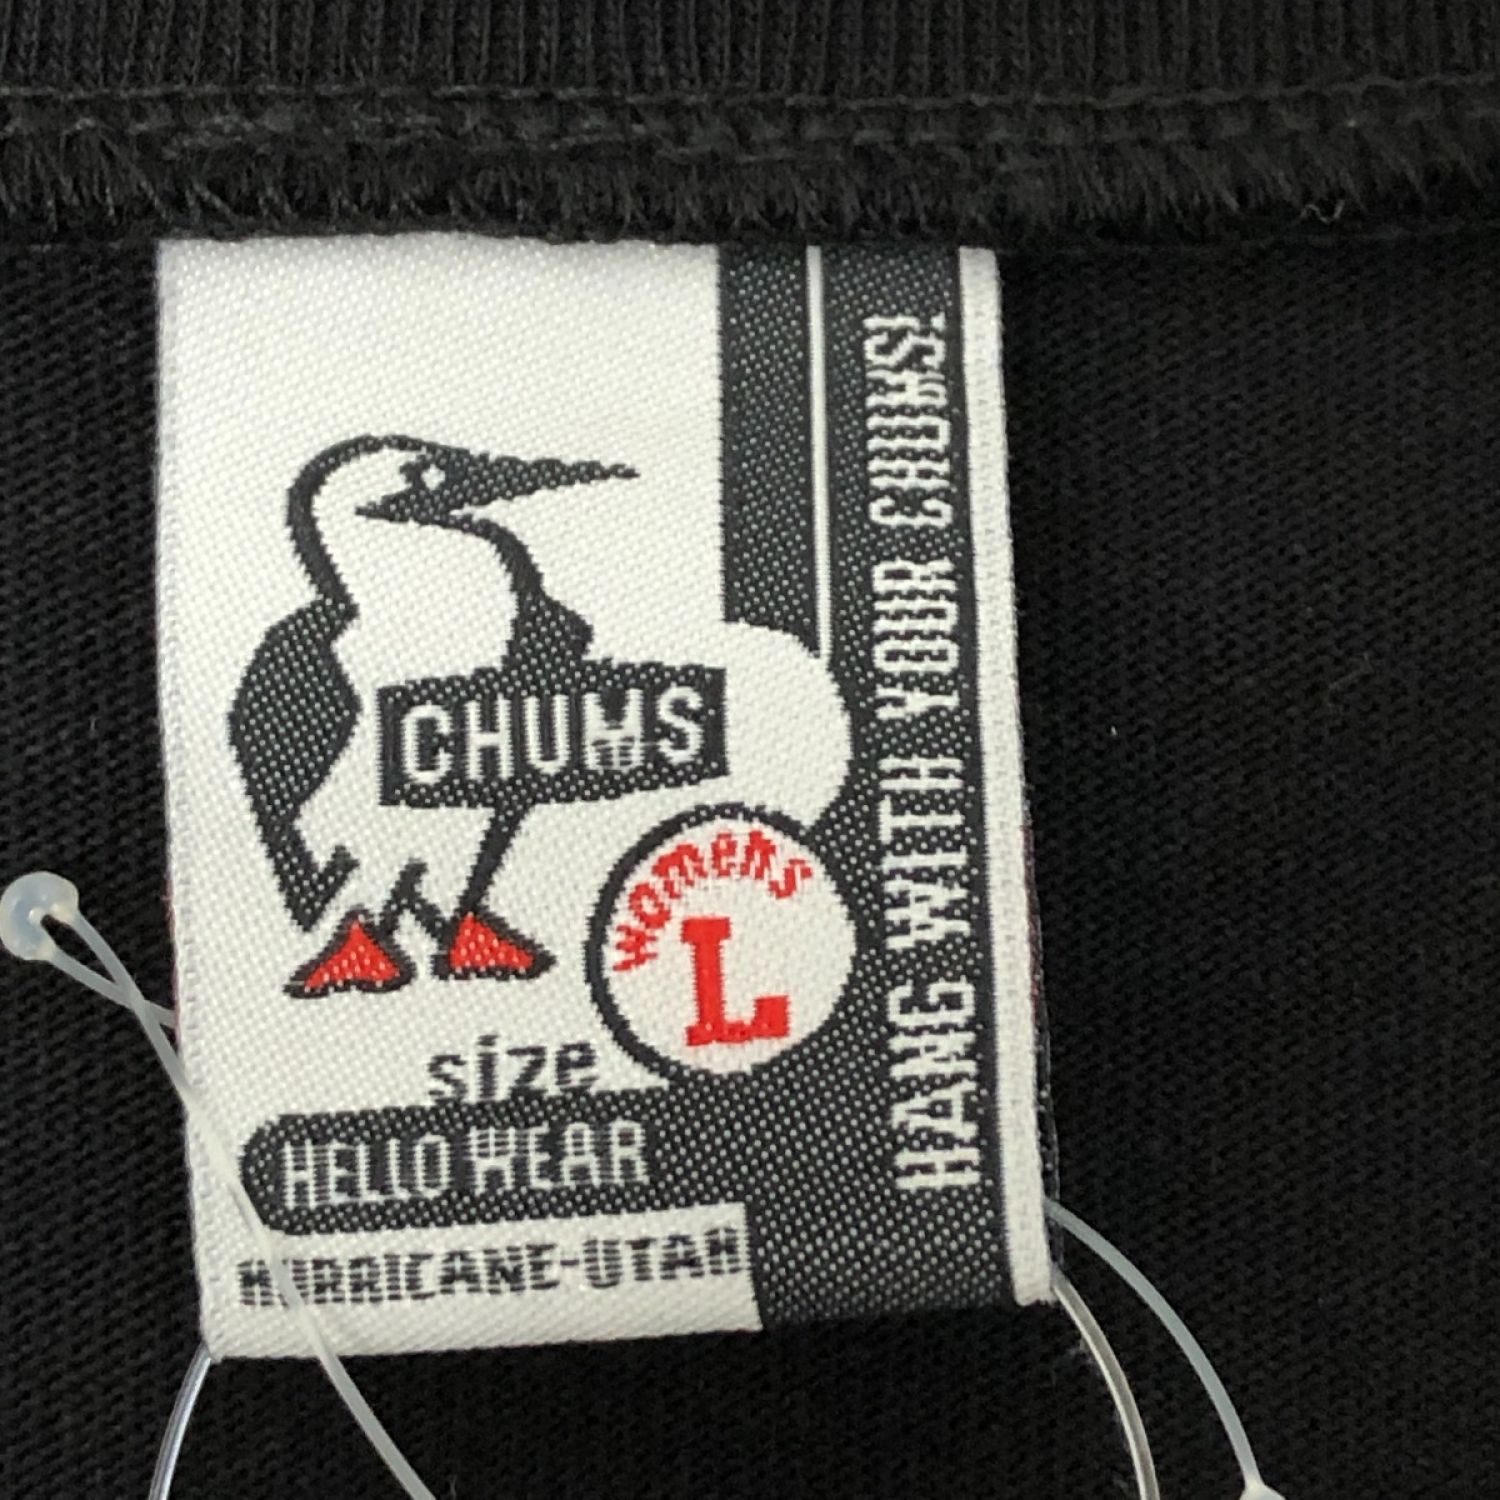 CHUMS
womens
L
size
HELLO WEAR
HURRICANE-UTAH
HANG WITH YOUR CHUMS!